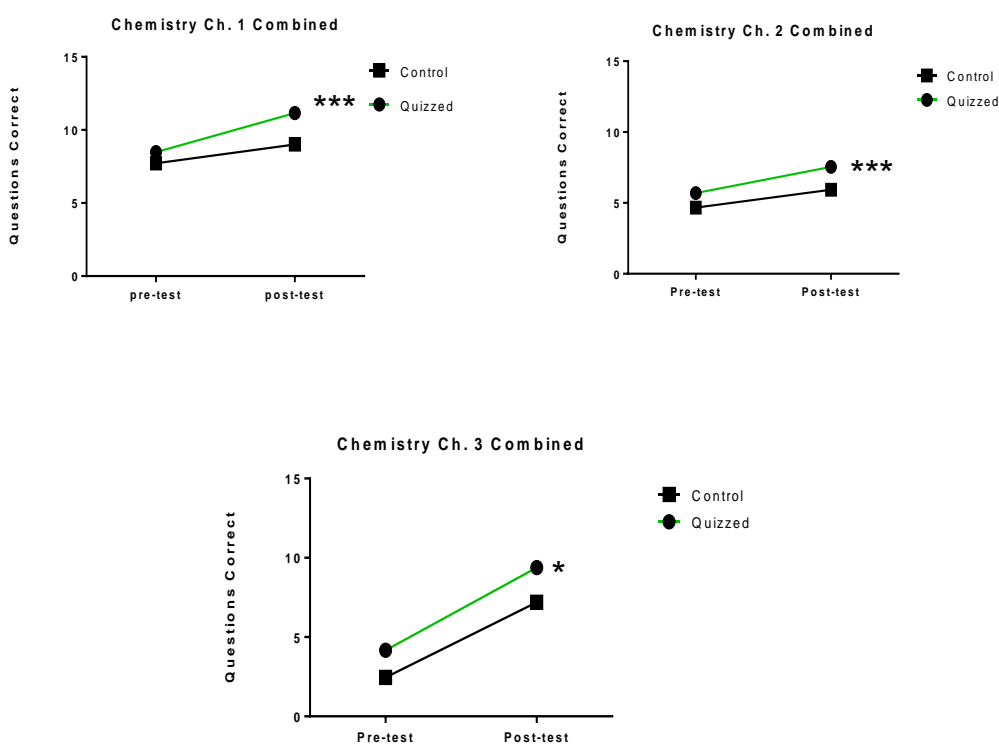 Chemistry Ch. 1 Combined
15
10
5
0
Questions Correct
pre-test
post-test
***
Control
Quizzed
Chemistry Ch. 2 Combined
15
10
5
0
Questions Correct
Pre-test
Post-test
***
Control
Quizzed
Chemistry Ch. 3 Combined
15
10
5
0
Questions Correct
Pre-test
Post-test
*
Control
Quizzed